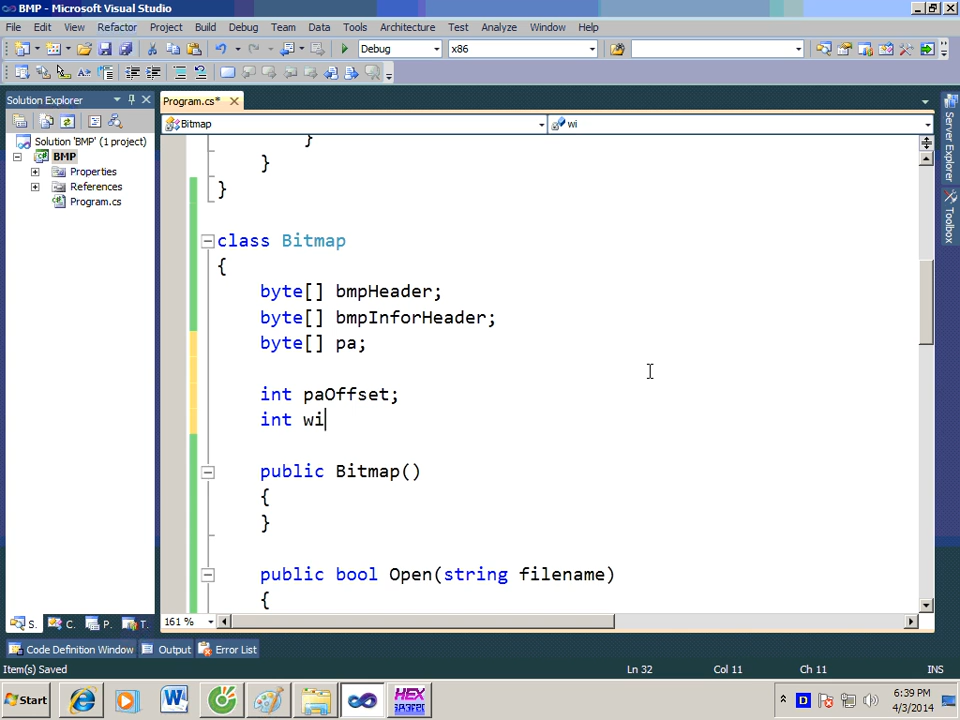 BMP - Microsoft Visual Studio
File Edit View Refactor Project Build Debug Team Data Tools Architecture Test Analyze Window Help
Debug x86
Solution Explorer
Program.cs*
Bitmap wi
Solution 'BMP' (1 project)
BMP
Properties
References
Program.cs
}
}
}
class Bitmap
{
byte[] bmpHeader;
byte[] bmpInforHeader;
byte[] pa;
int paOffset;
int wi
public Bitmap()
{
}
public bool Open(string filename)
{
Server Explorer
Toolbox
S. C. P. T.
161 %
Code Definition Window Output Error List
Item(s) Saved Ln 32 Col 11 Ch 11 INS
Start
HEX
D
6:39 PM
4/3/2014